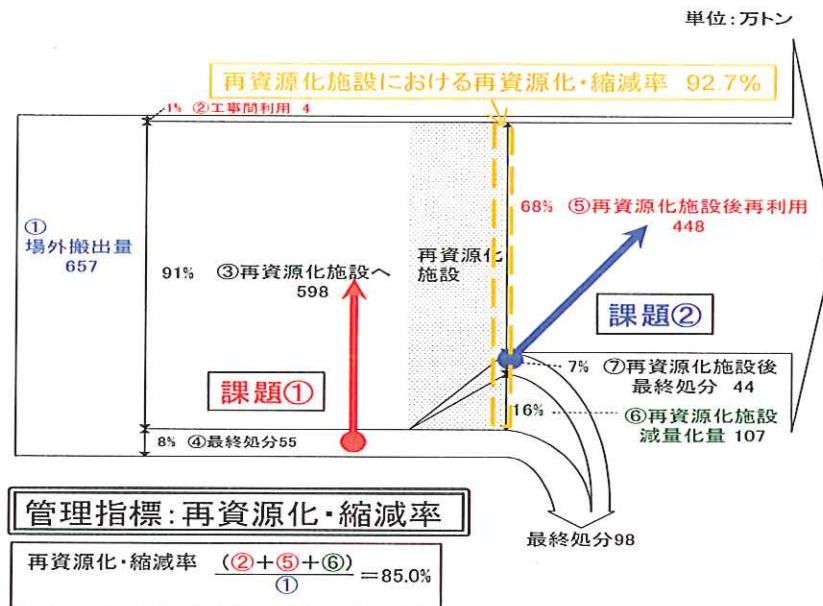 単位:万トン
再資源化施設における再資源化・縮減率 92.7%
1% ②工事間利用 4
①
場外搬出量
657
91% ③再資源化施設へ
598
再資源化
施設
68% ⑤再資源化施設後再利用
448
課題①
課題②
7% ⑦再資源化施設後
最終処分 44
16%
⑥再資源化施設
減量化量 107
8% ④最終処分55
最終処分98
管理指標:再資源化・縮減率
再資源化・縮減率 (②+⑤+⑥)
① =85.0%